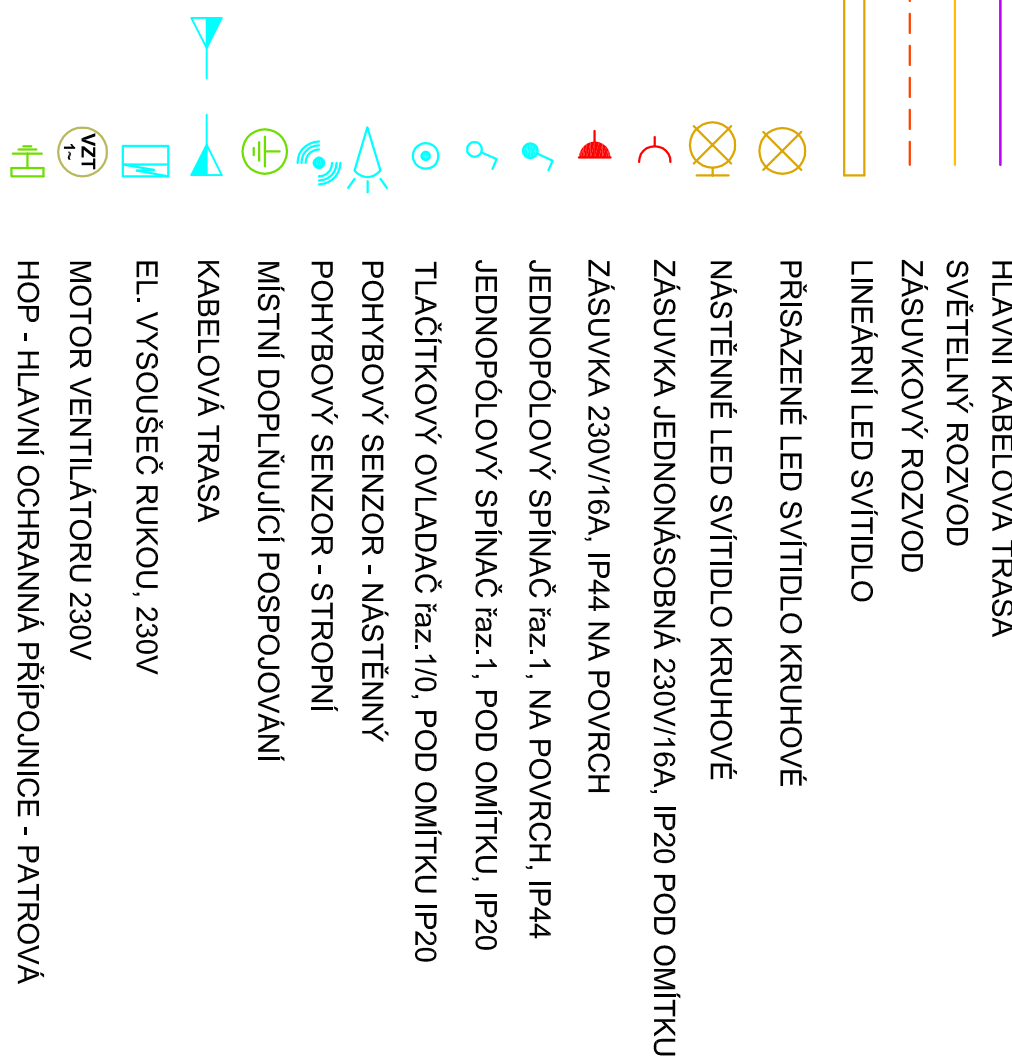 HLAVNÍ KABELOVÁ TRASA
SVĚTELNÝ ROZVOD
ZÁSUVKOVÝ ROZVOD
LINEÁRNÍ LED SVÍTIDLO
PŘISAZENÉ LED SVÍTIDLO KRUHOVÉ
NÁSTĚNNÉ LED SVÍTIDLO KRUHOVÉ
ZÁSUVKA JEDNONÁSOBNÁ 230V/16A, IP20 POD OMÍTKU
ZÁSUVKA 230V/16A, IP44 NA POVRCH
JEDNOPÓLOVÝ SPÍNAČ řaz.1, NA POVRCH, IP44
JEDNOPÓLOVÝ SPÍNAČ řaz.1, POD OMÍTKU, IP20
TLAČÍTKOVÝ OVLADAČ řaz.1/0, POD OMÍTKU IP20
POHYBOVÝ SENZOR - NÁSTĚNNÝ
POHYBOVÝ SENZOR - STROPNÍ
MÍSTNÍ DOPLŇUJÍCÍ POSPOJOVÁNÍ
KABELOVÁ TRASA
EL. VYSOUŠEČ RUKOU, 230V
VZT
1~
MOTOR VENTILÁTORU 230V
HOP - HLAVNÍ OCHRANNÁ PŘÍPOJNICE - PATROVÁ